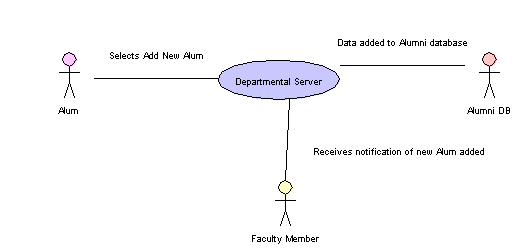 Data added to Alumni database
Selects Add New Alum
Departmental Server
Alum
Alumni DB
Receives notification of new Alum added
Faculty Member